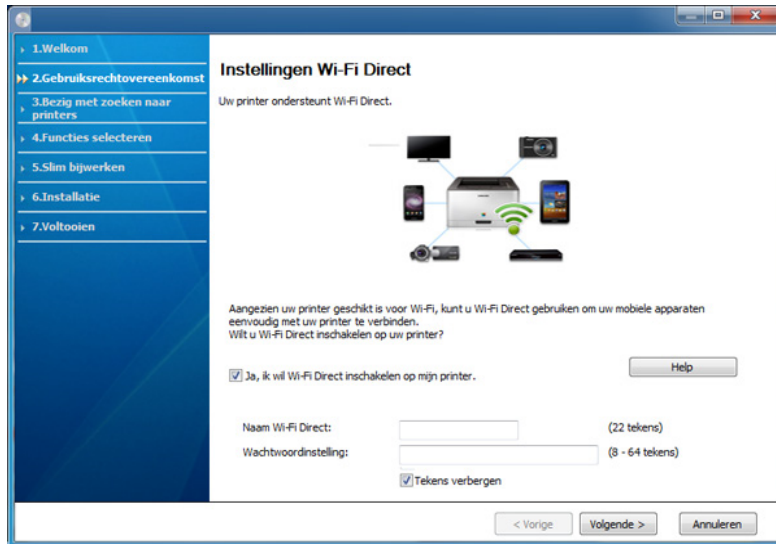 1.Welkom
2.Gebruiksrechtovereenkomst
3.Bezig met zoeken naar
printers
4.Functies selecteren
5.Slim bijwerken
6.Installatie
7.Voltooien
Instellingen Wi-Fi Direct
Uw printer ondersteunt Wi-Fi Direct.
Aangezien uw printer geschikt is voor Wi-Fi, kunt u Wi-Fi Direct gebruiken om uw mobiele apparaten
eenvoudig met uw printer te verbinden.
Wilt u Wi-Fi Direct inschakelen op uw printer?
Help
Ja, ik wil Wi-Fi Direct inschakelen op mijn printer.
Naam Wi-Fi Direct: (22 tekens)
Wachtwoordinstelling: (8 - 64 tekens)
Tekens verbergen
< Vorige Volgende > Annuleren